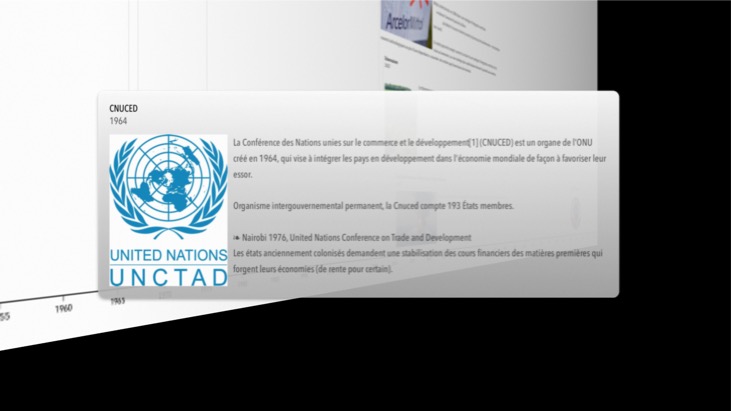 ArcelorMittal
CNUCED
1964
La Conférence des Nations unies sur le commerce et le développement[1] (CNUCED) est un organe de l'ONU
créé en 1964, qui vise à intégrer les pays en développement dans l'économie mondiale de façon à favoriser leur
essor.
Organisme intergouvernemental permanent, la Cnuced compte 193 États membres.
❧ Nairobi 1976, United Nations Conference on Trade and Development
Les états anciennement colonisés demandent une stabilisation des cours financiers des matières premières qui
forgent leurs économies (de rente pour certain).
UNITED NATIONS
UNCTAD
55
1960
1965